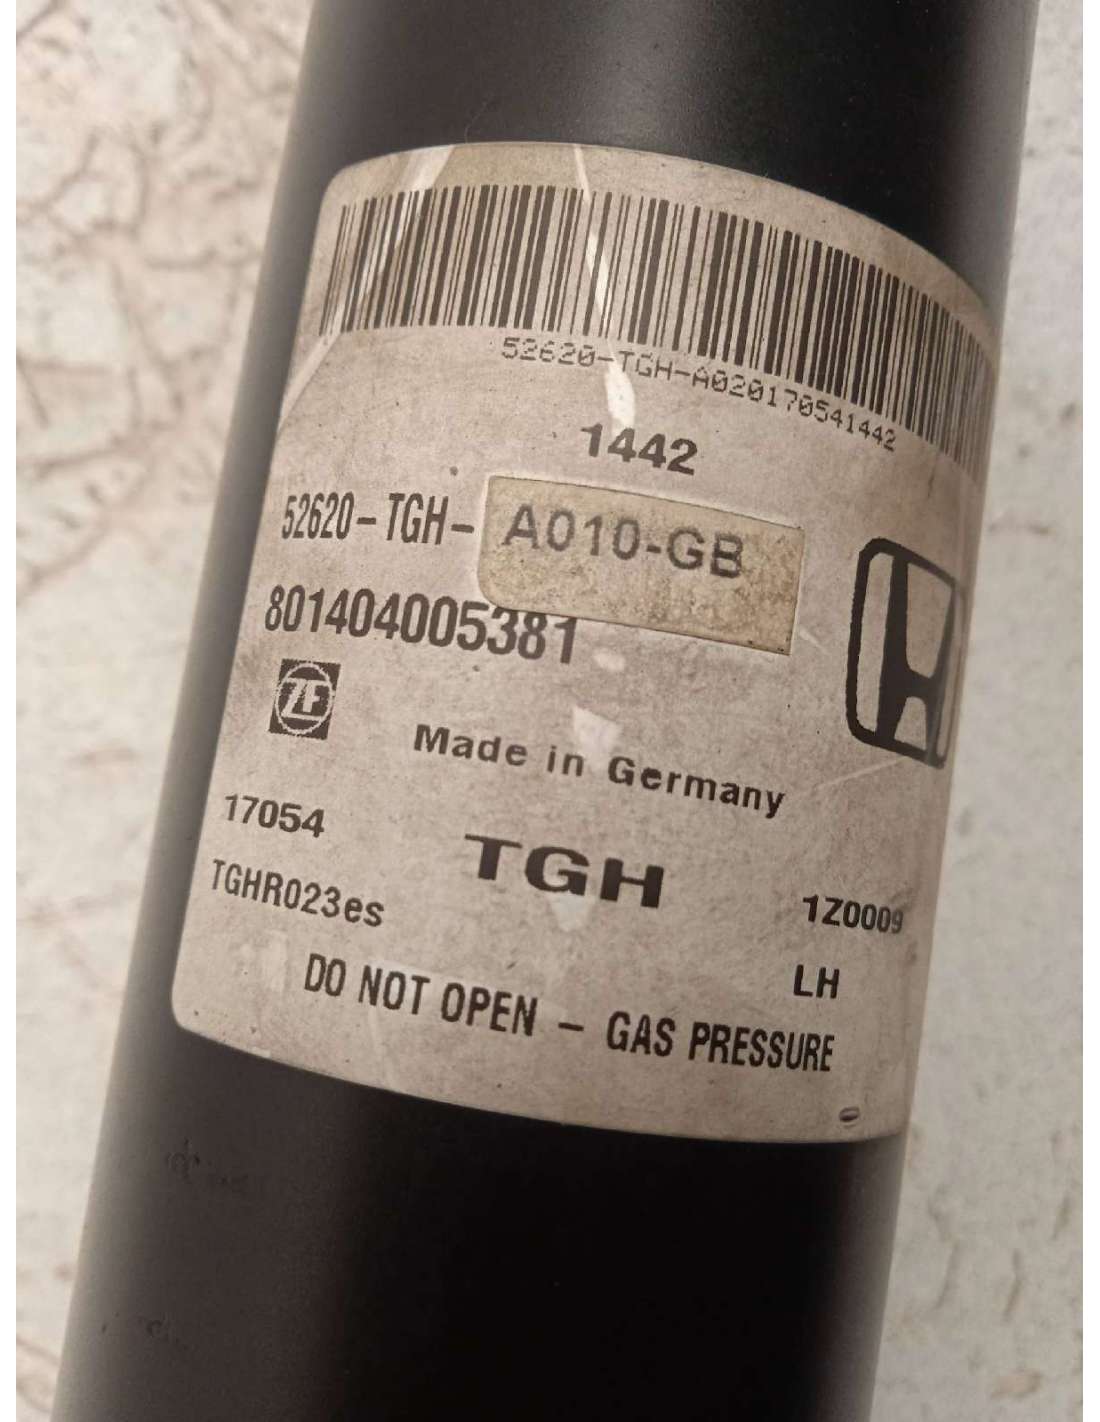 52620-TGH-A020170541442
1442
52620-TGH-A010-GB
801404005381
ZF
Made in Germany
17054
TGH
TGHR023es
1Z0009
LH
DO NOT OPEN - GAS PRESSURE